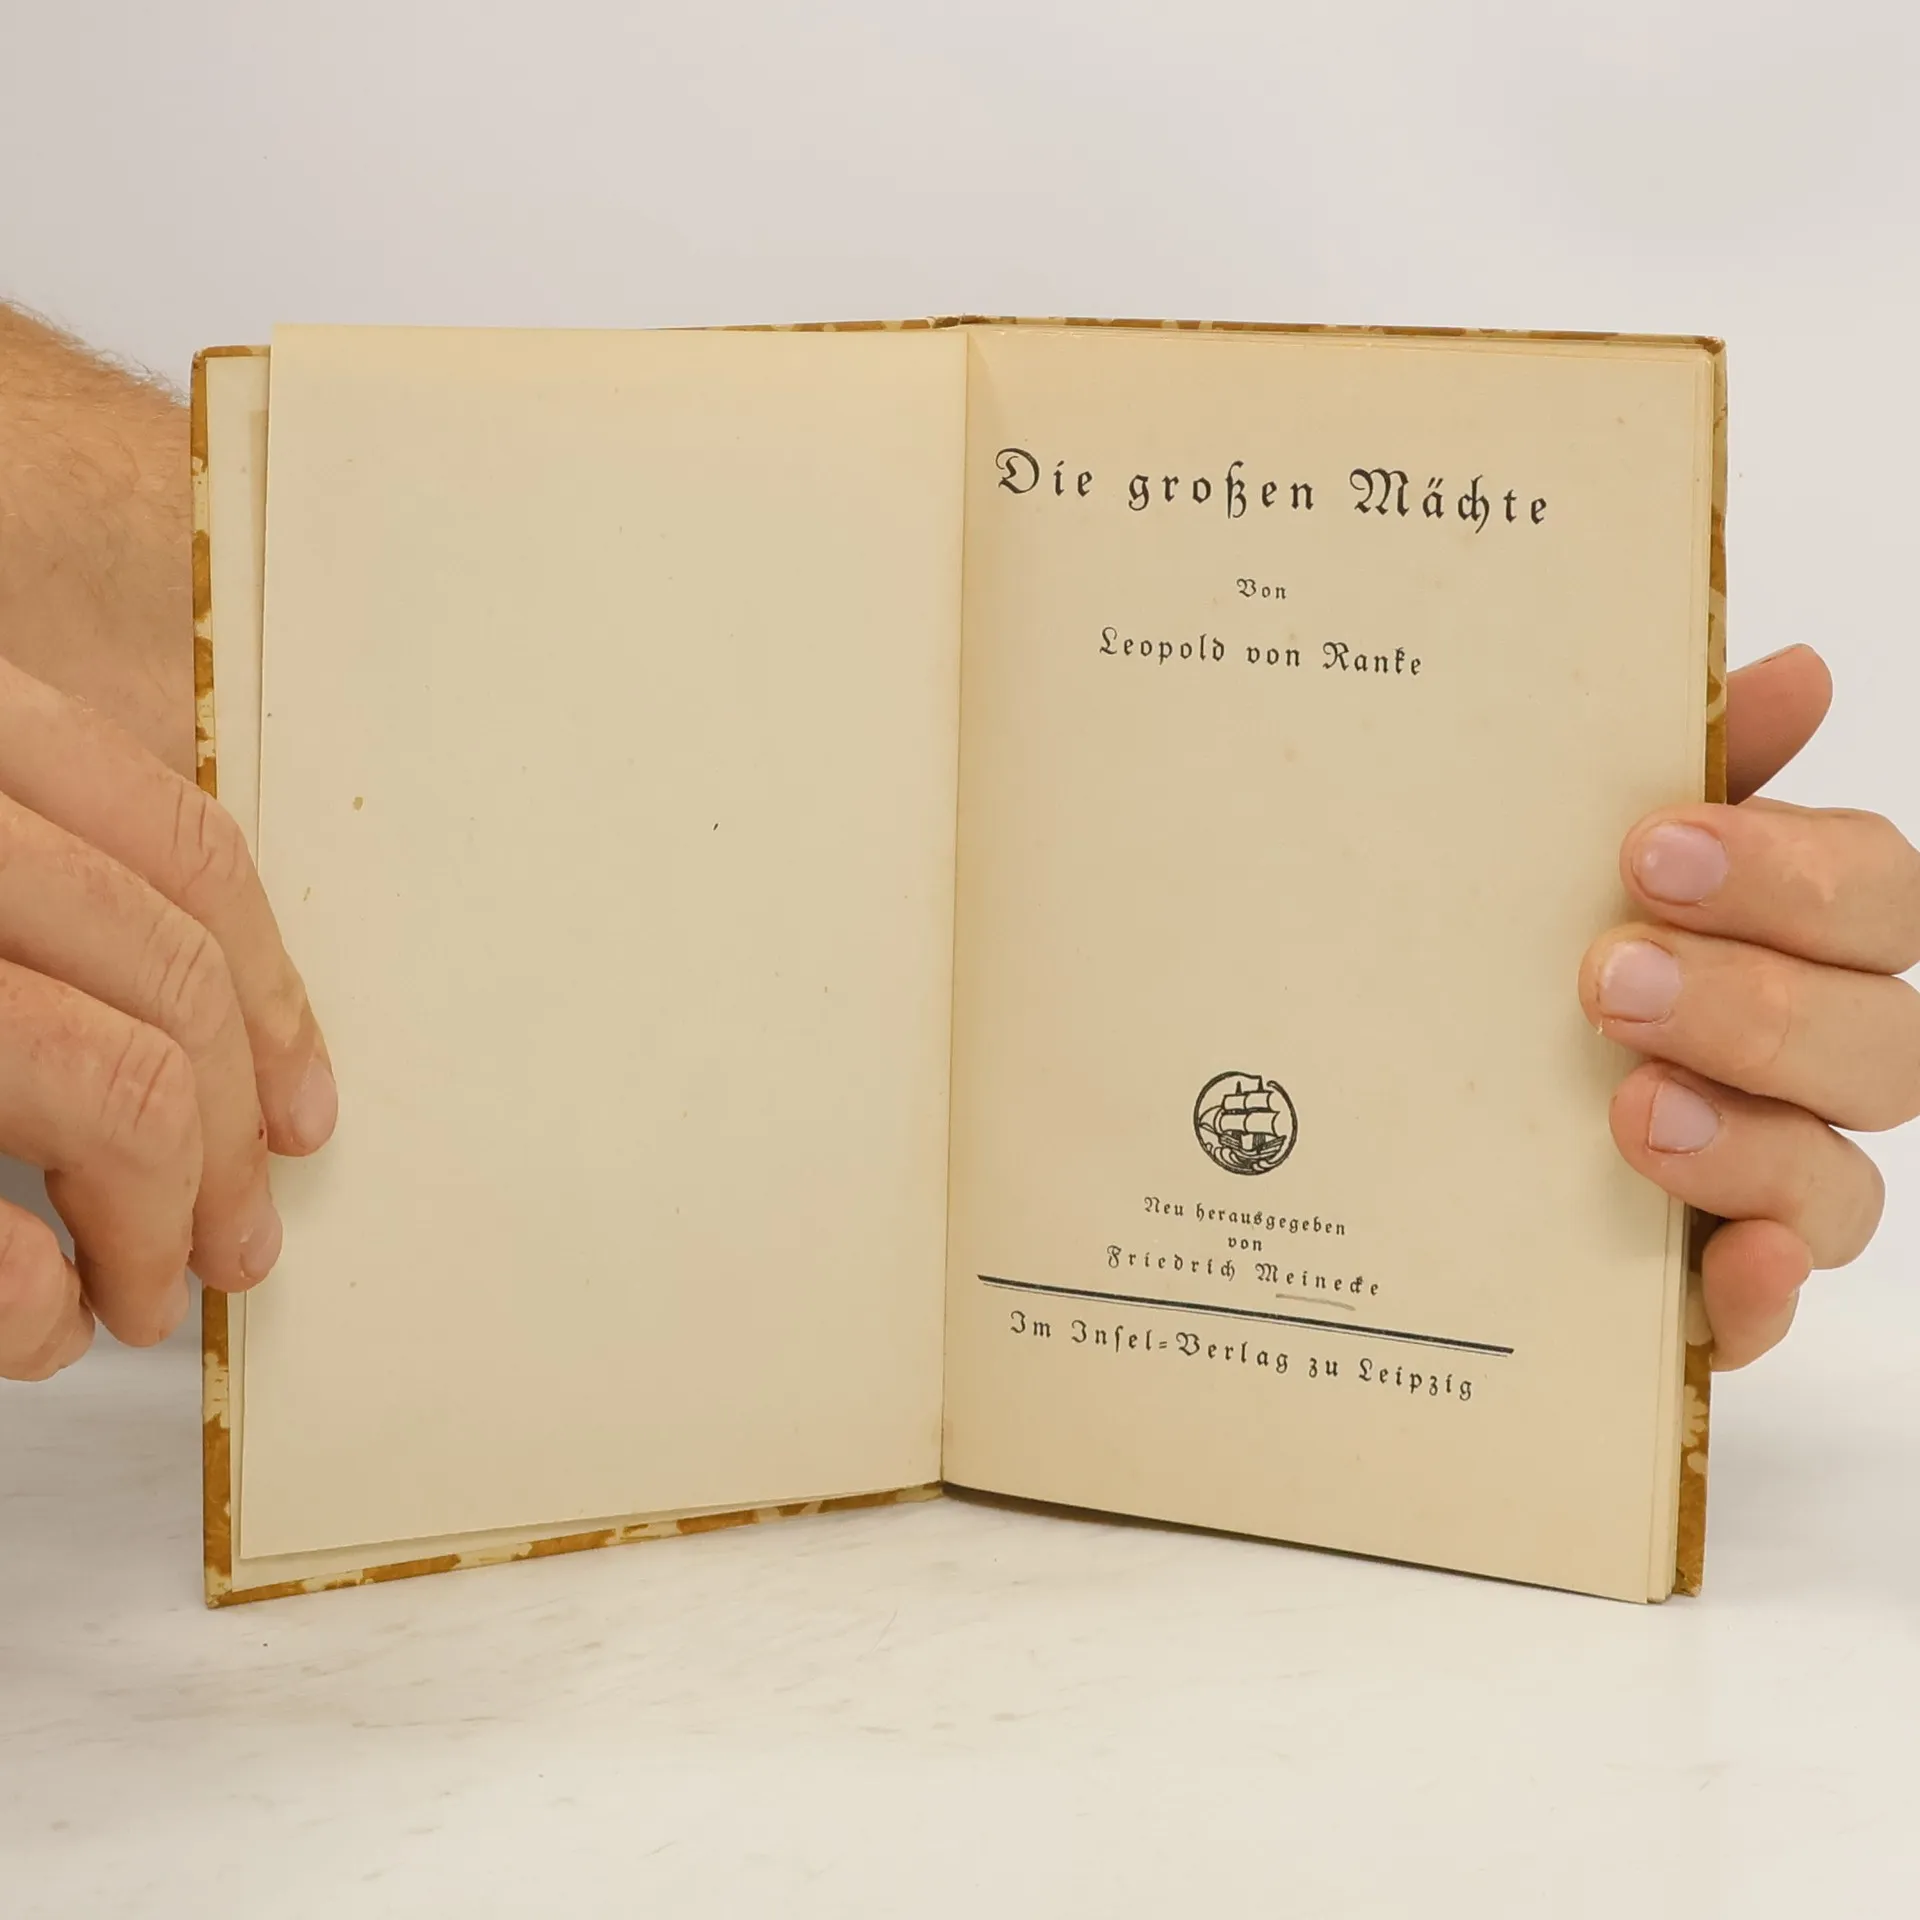 Die großen Mächte
Von
Leopold von Ranke
Neu herausgegeben
von
Friedrich Meinecke
Im Insel-Verlag zu Leipzig